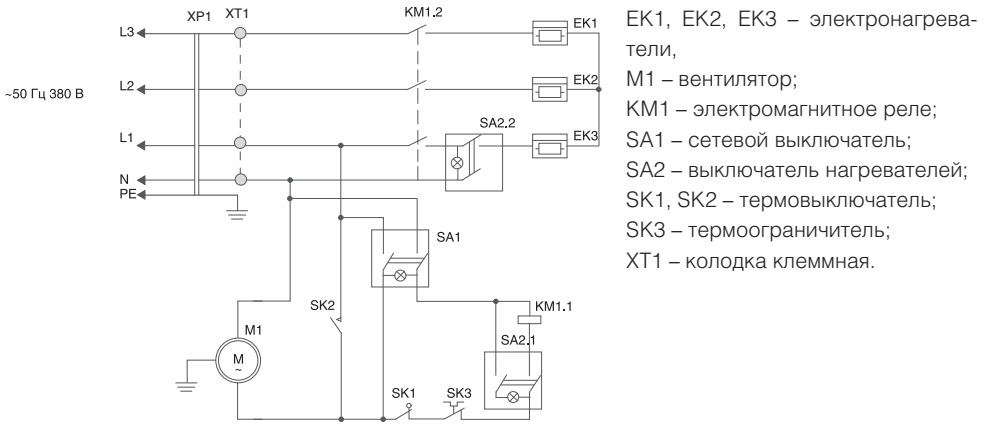 XP1 XT1 KM1.2
L3 EK1
L2 EK2
~50 Гц 380 В
L1 SA2.2 EK3
N
PE
SA1
SK2
KM1.1
M1
SA2.1
M
~
SK1 SK3
EK1, EK2, EK3 – электронагрева-
тели,
M1 – вентилятор;
KM1 – электромагнитное реле;
SA1 – сетевой выключатель;
SA2 – выключатель нагревателей;
SK1, SK2 – термовыключатель;
SK3 – термоограничитель;
XT1 – колодка клеммная.